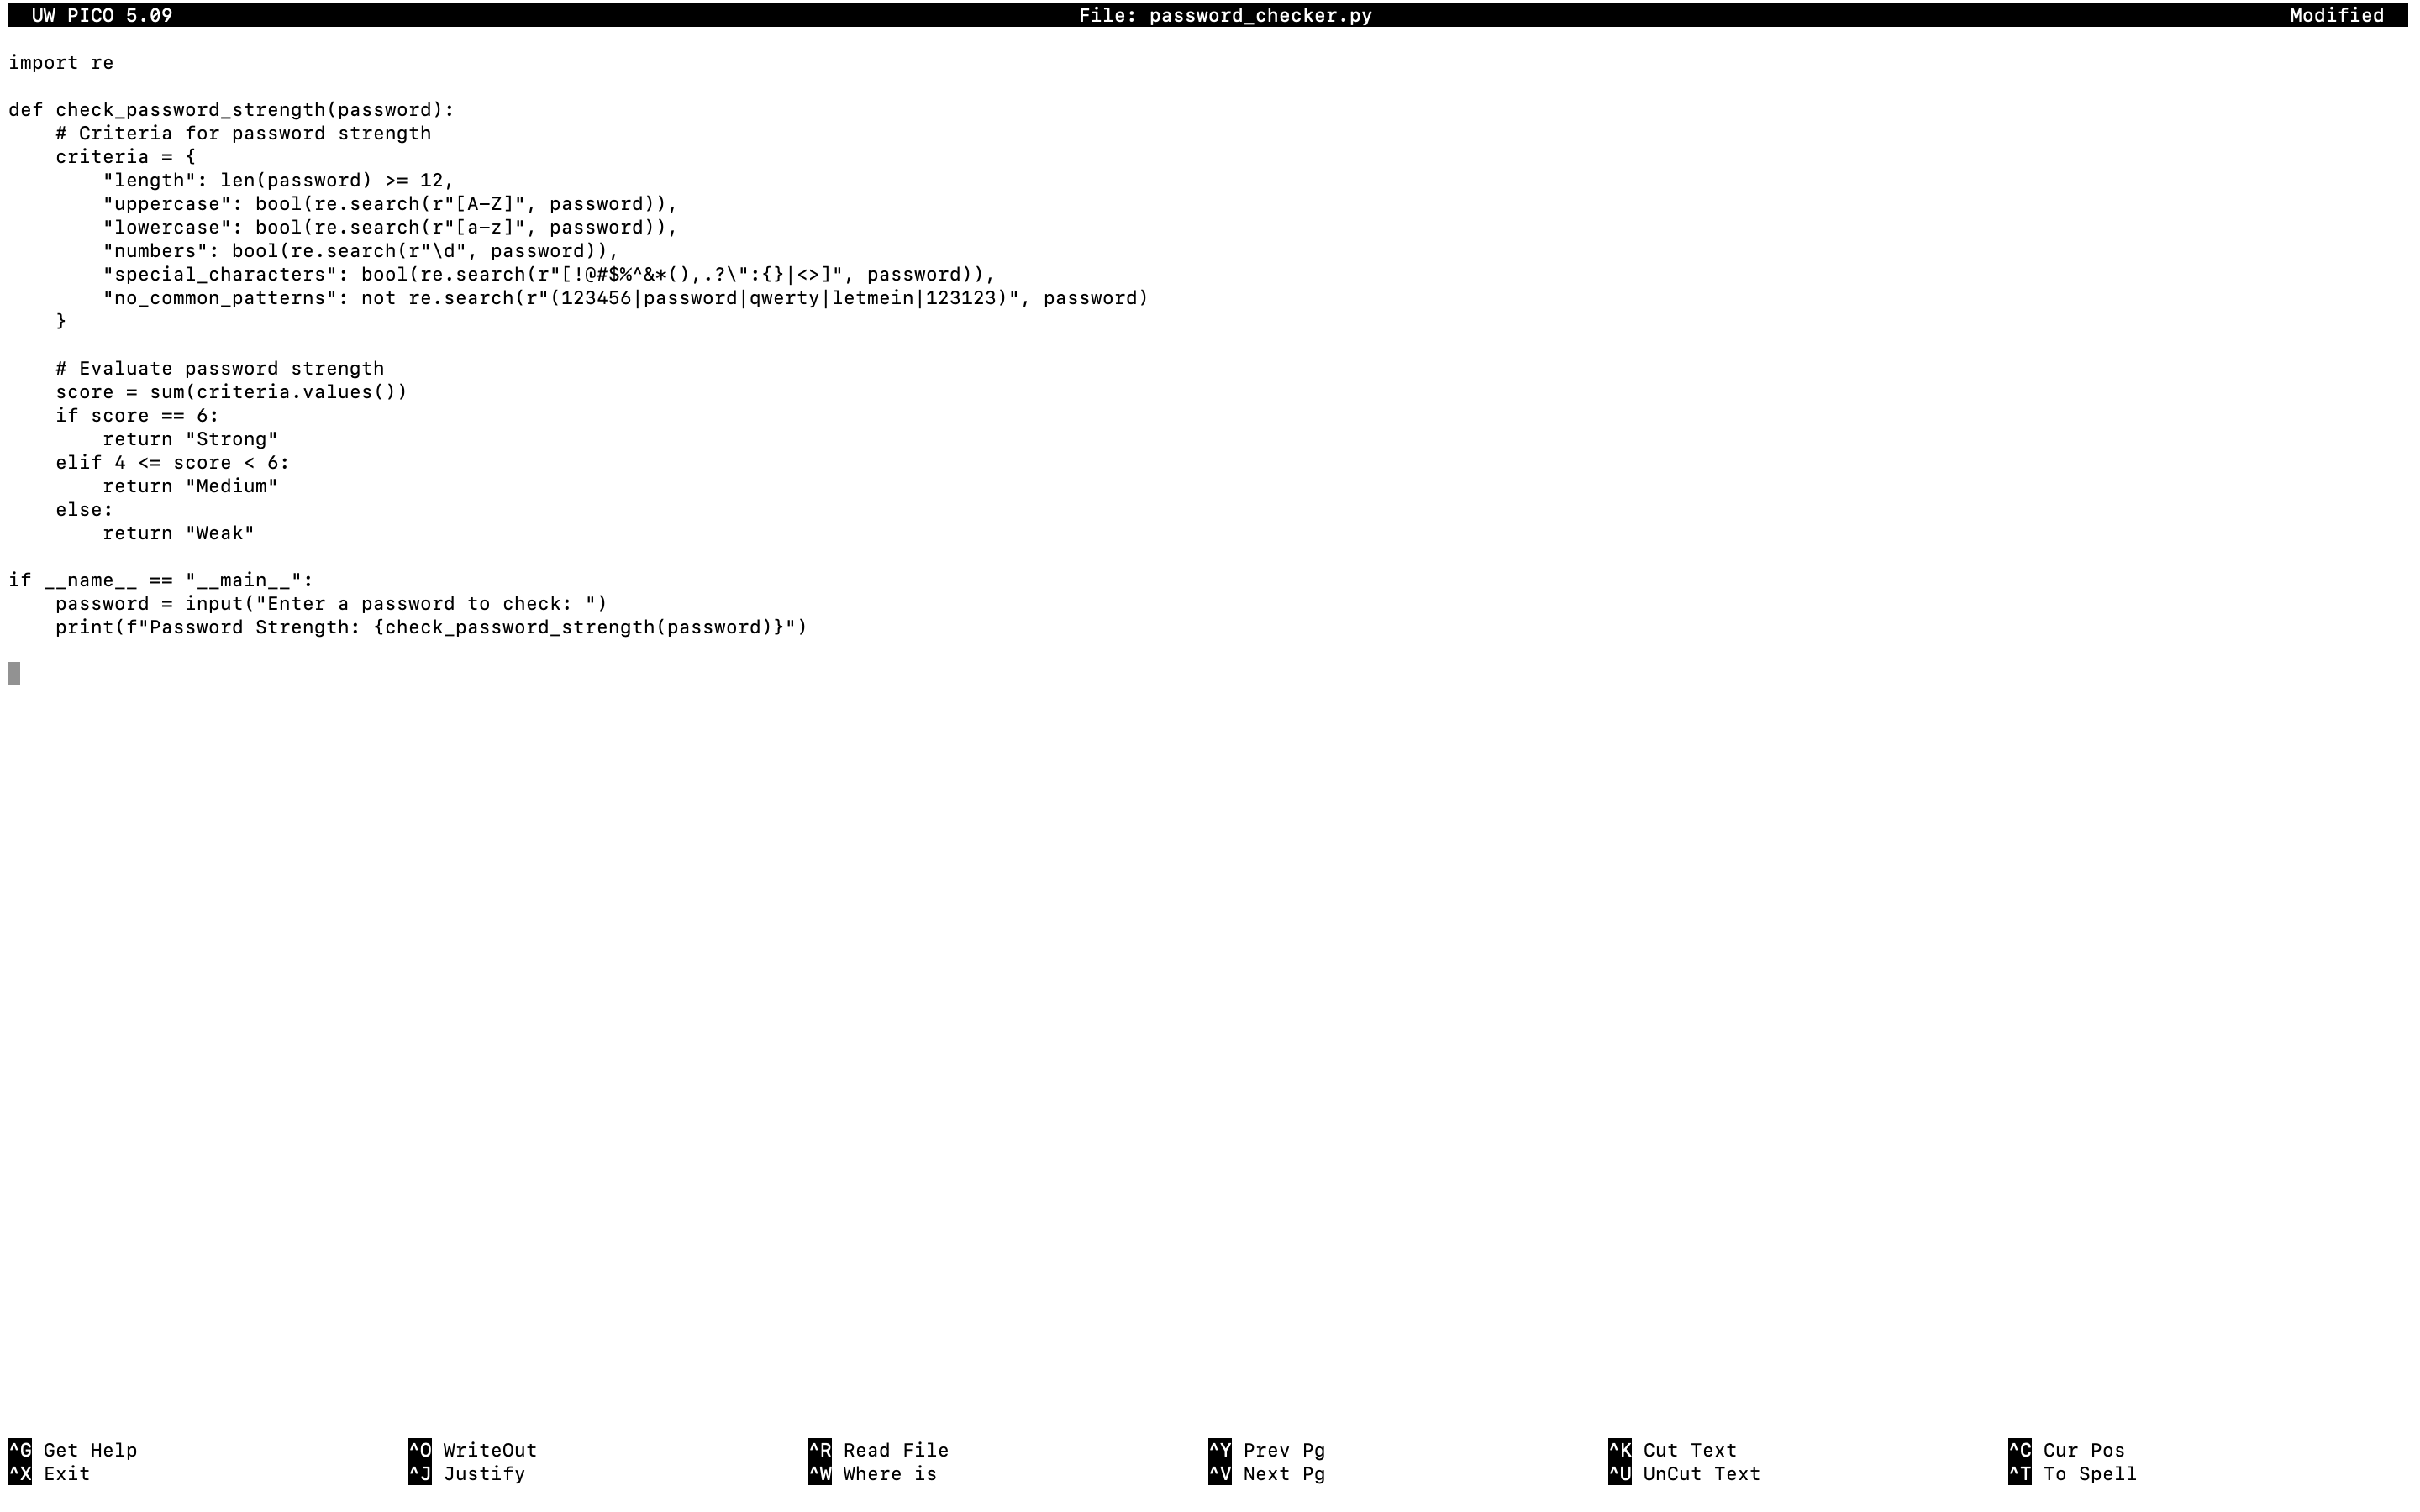 UW PICO 5.09 File: password_checker.py Modified
import re
def check_password_strength(password):
    # Criteria for password strength
    criteria = {
        "length": len(password) >= 12,
        "uppercase": bool(re.search(r"[A-Z]", password)),
        "lowercase": bool(re.search(r"[a-z]", password)),
        "numbers": bool(re.search(r"\d", password)),
        "special_characters": bool(re.search(r"[!@#$%^&*(),.?\":{}|<>]", password)),
        "no_common_patterns": not re.search(r"(123456|password|qwerty|letmein|123123)", password)
    }
    # Evaluate password strength
    score = sum(criteria.values())
    if score == 6:
        return "Strong"
    elif 4 <= score < 6:
        return "Medium"
    else:
        return "Weak"
if __name__ == "__main__":
    password = input("Enter a password to check: ")
    print(f"Password Strength: {check_password_strength(password)}")
^G Get Help ^O WriteOut ^R Read File ^Y Prev Pg ^K Cut Text ^C Cur Pos
^X Exit ^J Justify ^W Where is ^V Next Pg ^U UnCut Text ^T To Spell